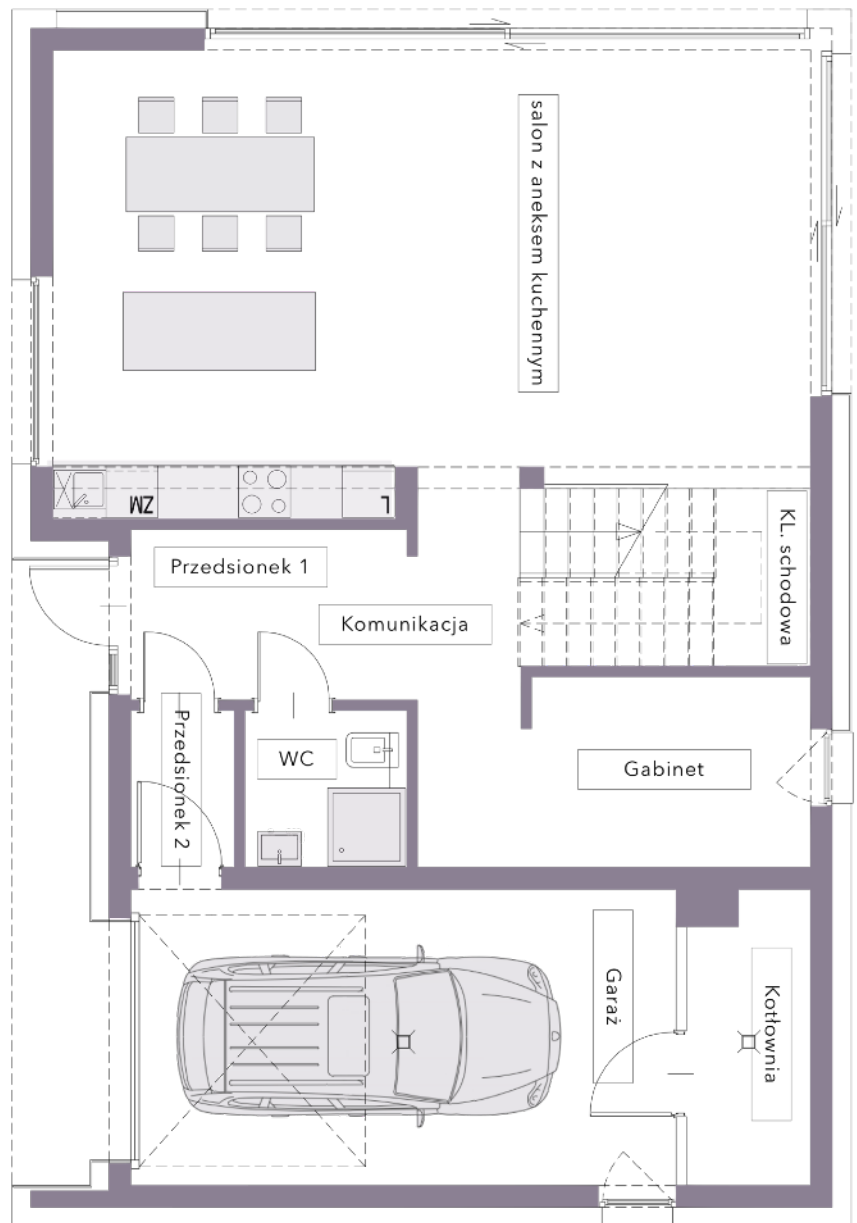 salon z aneksem kuchennym
ZM
L
Przedsionek 1
KL. schodowa
Komunikacja
Przedsionek 2
WC
Gabinet
Garaż
Kotłownia